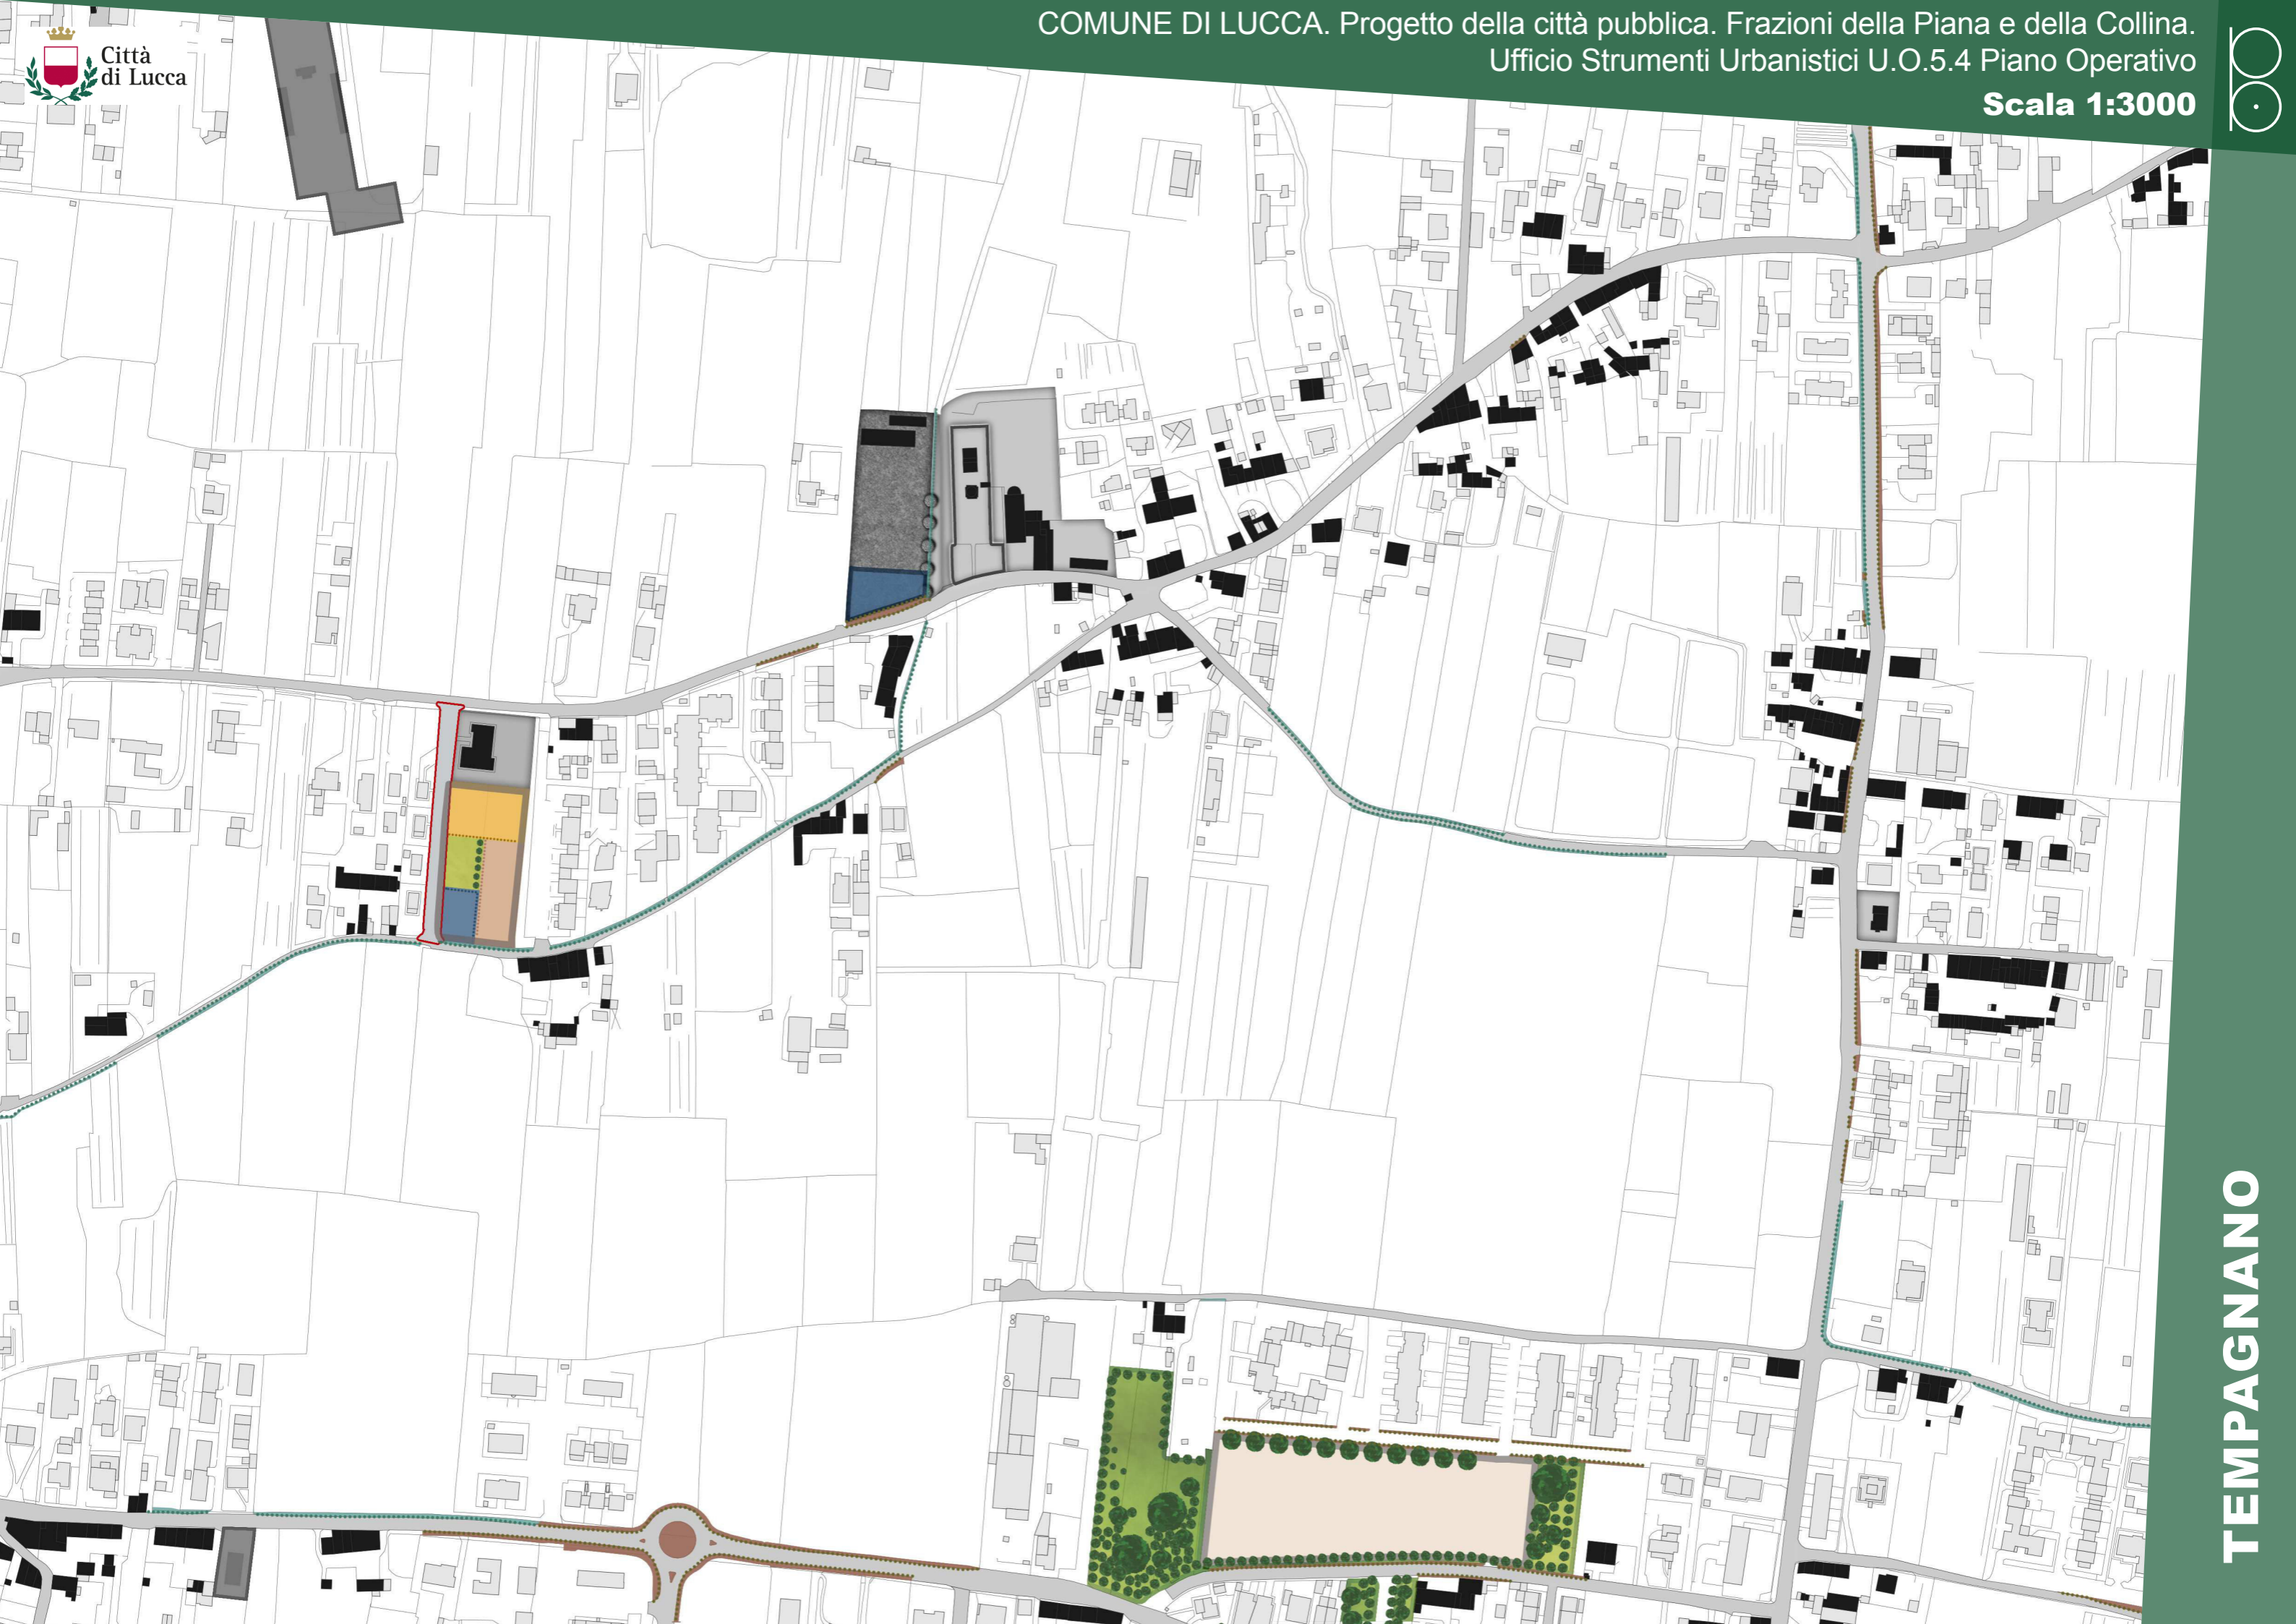 Città
di Lucca
COMUNE DI LUCCA. Progetto della città pubblica. Frazioni della Piana e della Collina.
Ufficio Strumenti Urbanistici U.O.5.4 Piano Operativo
Scala 1:3000
TEMPAGNANO